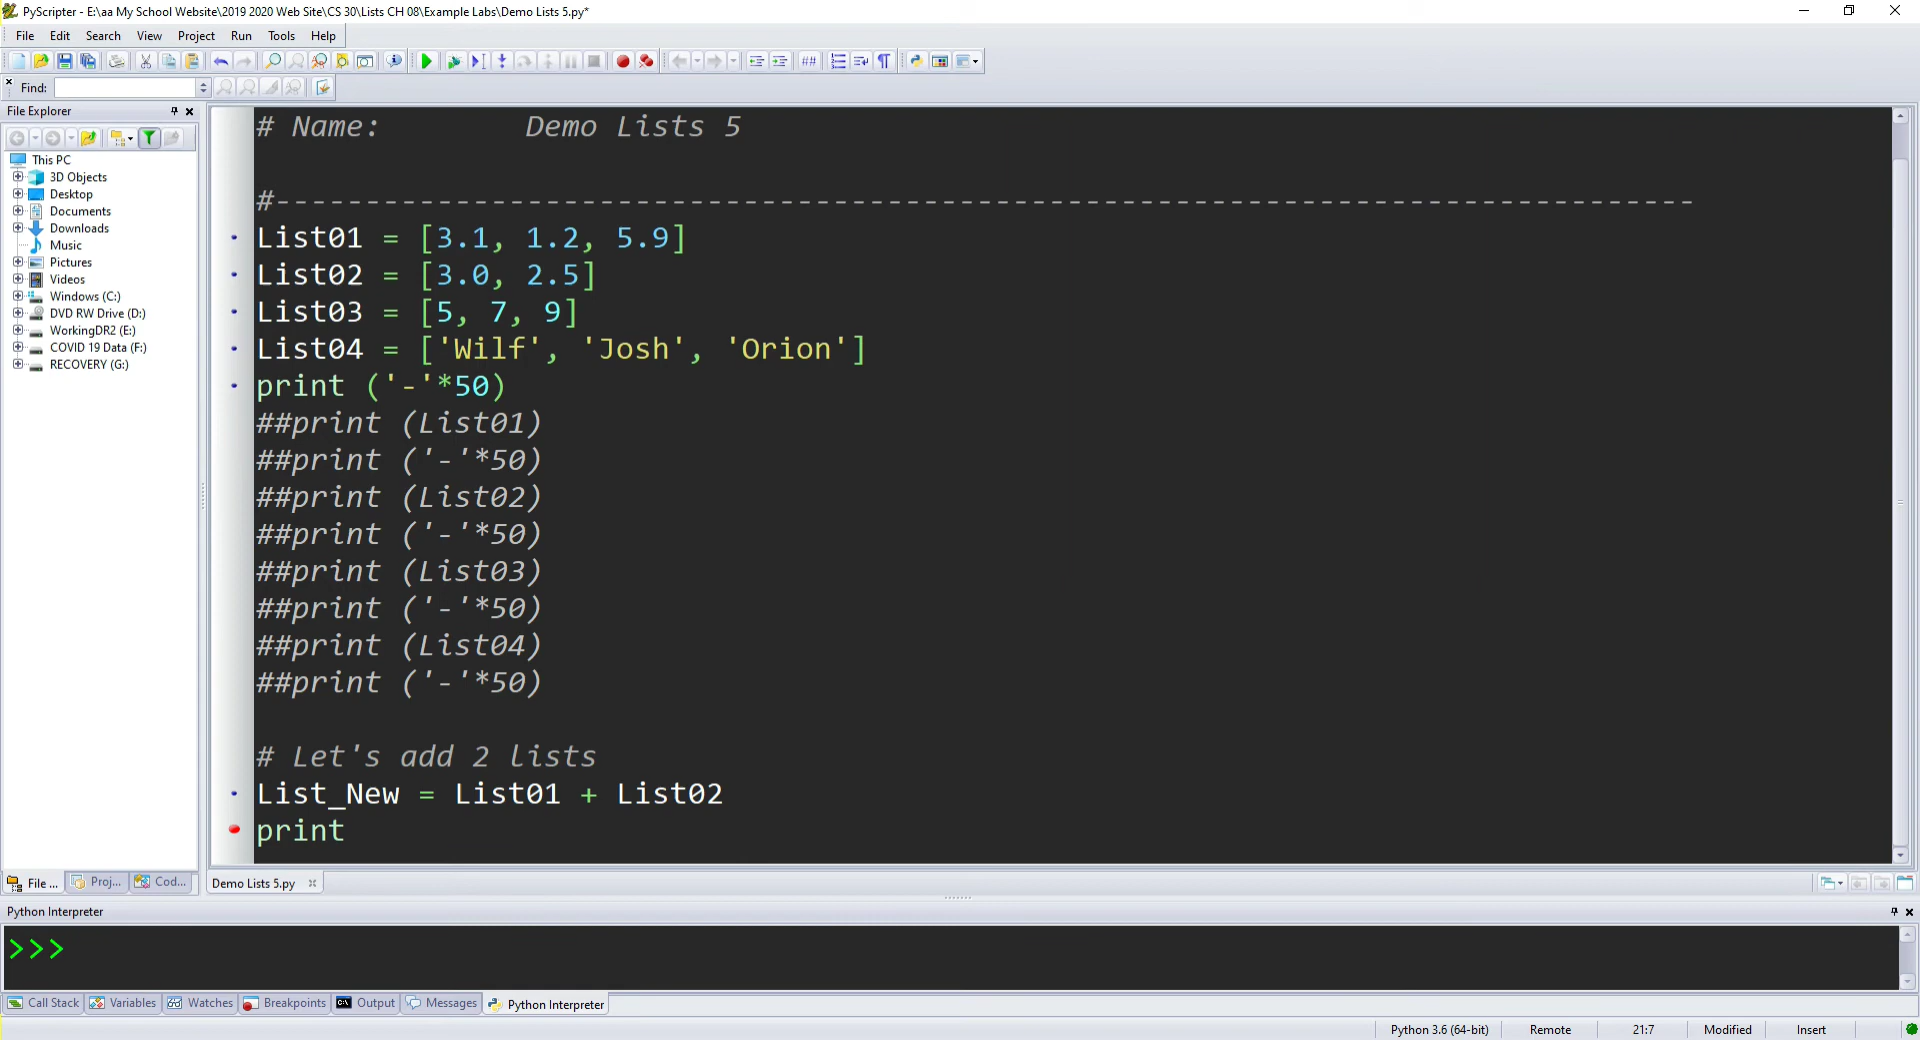 PyScripter - E:\aa My School Website\2019 2020 Web Site\CS 30\Lists CH 08\Example Labs\Demo Lists 5.py*
File Edit Search View Project Run Tools Help
Find:
File Explorer
This PC
3D Objects
Desktop
Documents
Downloads
Music
Pictures
Videos
Windows (C:)
DVD RW Drive (D:)
WorkingDR2 (E:)
COVID 19 Data (F:)
RECOVERY (G:)
File ... Proj... Cod...
# Name:        Demo Lists 5
#-------------------------------------------------------------------------------
List01 = [3.1, 1.2, 5.9]
List02 = [3.0, 2.5]
List03 = [5, 7, 9]
List04 = ['Wilf', 'Josh', 'Orion']
print ('-'*50)
##print (List01)
##print ('-'*50)
##print (List02)
##print ('-'*50)
##print (List03)
##print ('-'*50)
##print (List04)
##print ('-'*50)
# Let's add 2 lists
List_New = List01 + List02
print
Demo Lists 5.py
Python Interpreter
>>>
Call Stack Variables Watches Breakpoints Output Messages Python Interpreter
Python 3.6 (64-bit) Remote 21:7 Modified Insert